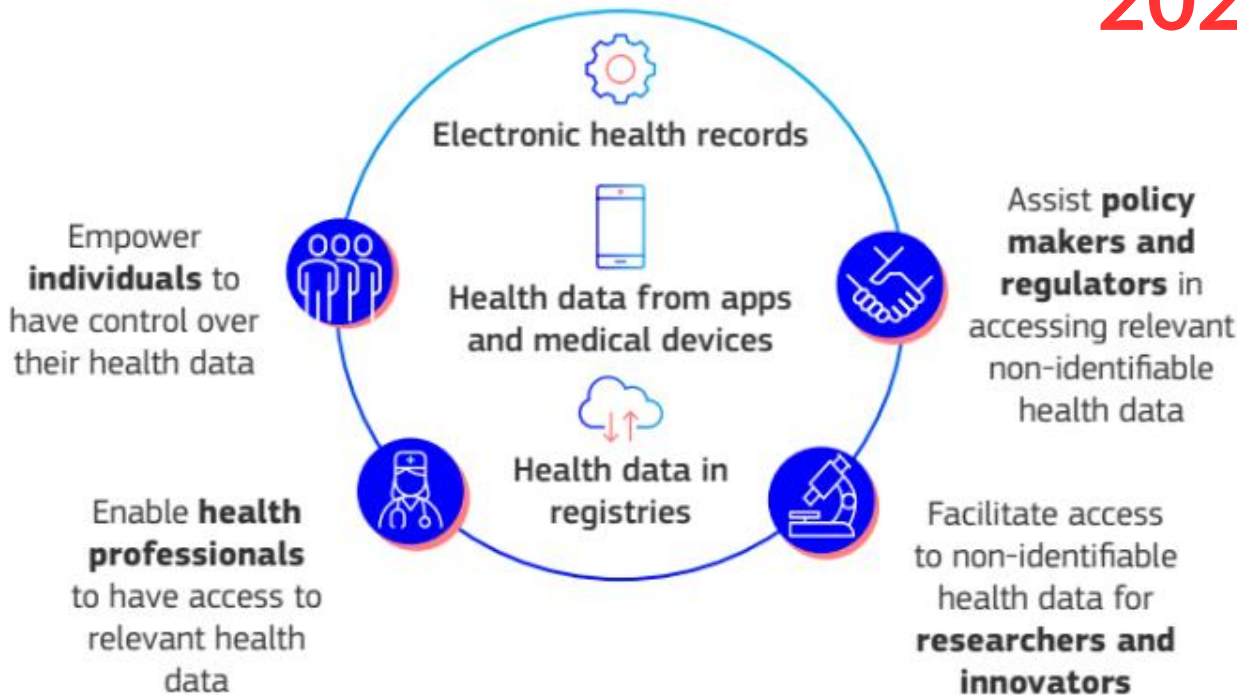 202
Electronic health records
Health data from apps
and medical devices
Health data in
registries
Empower
individuals to
have control over
their health data
Enable health
professionals
to have access to
relevant health
data
Assist policy
makers and
regulators in
accessing relevant
non-identifiable
health data
Facilitate access
to non-identifiable
health data for
researchers and
innovators